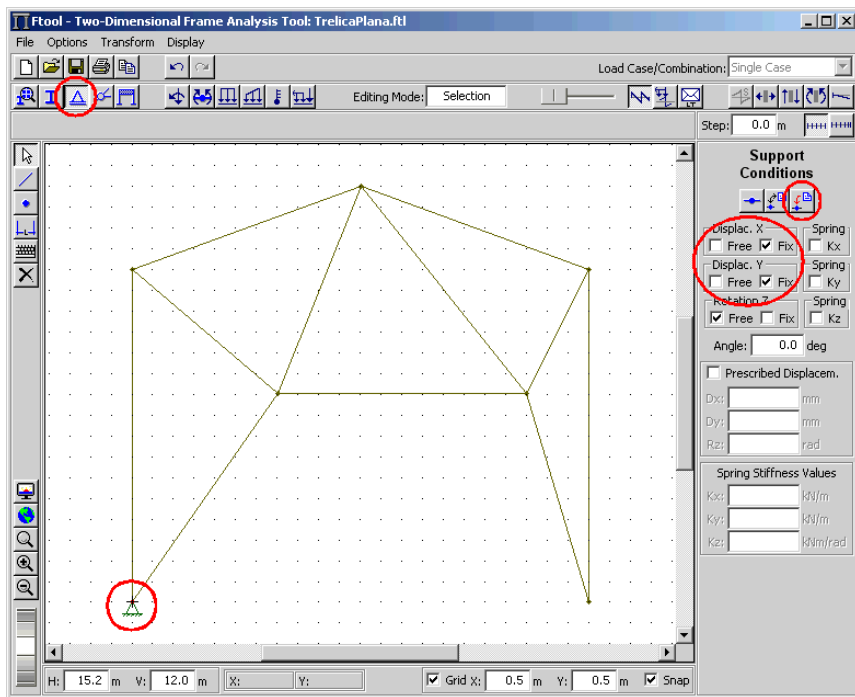 Ftool - Two-Dimensional Frame Analysis Tool: TrelicaPlana.ftl
File Options Transform Display
Load Case/Combination: Single Case
Editing Mode: Selection
Step: 0.0 m
Support
Conditions
Displac. X Spring
Free Fix Kx
Displac. Y Spring
Free Fix Ky
Rotation Z Spring
Free Fix Kz
Angle: 0.0 deg
Prescribed Displacem.
Dx: mm
Dy: mm
Rz: rad
Spring Stiffness Values
Kx: kN/m
Ky: kN/m
Kz: kNm/rad
H: 15.2 m V: 12.0 m X: Y: Grid X: 0.5 m Y: 0.5 m Snap